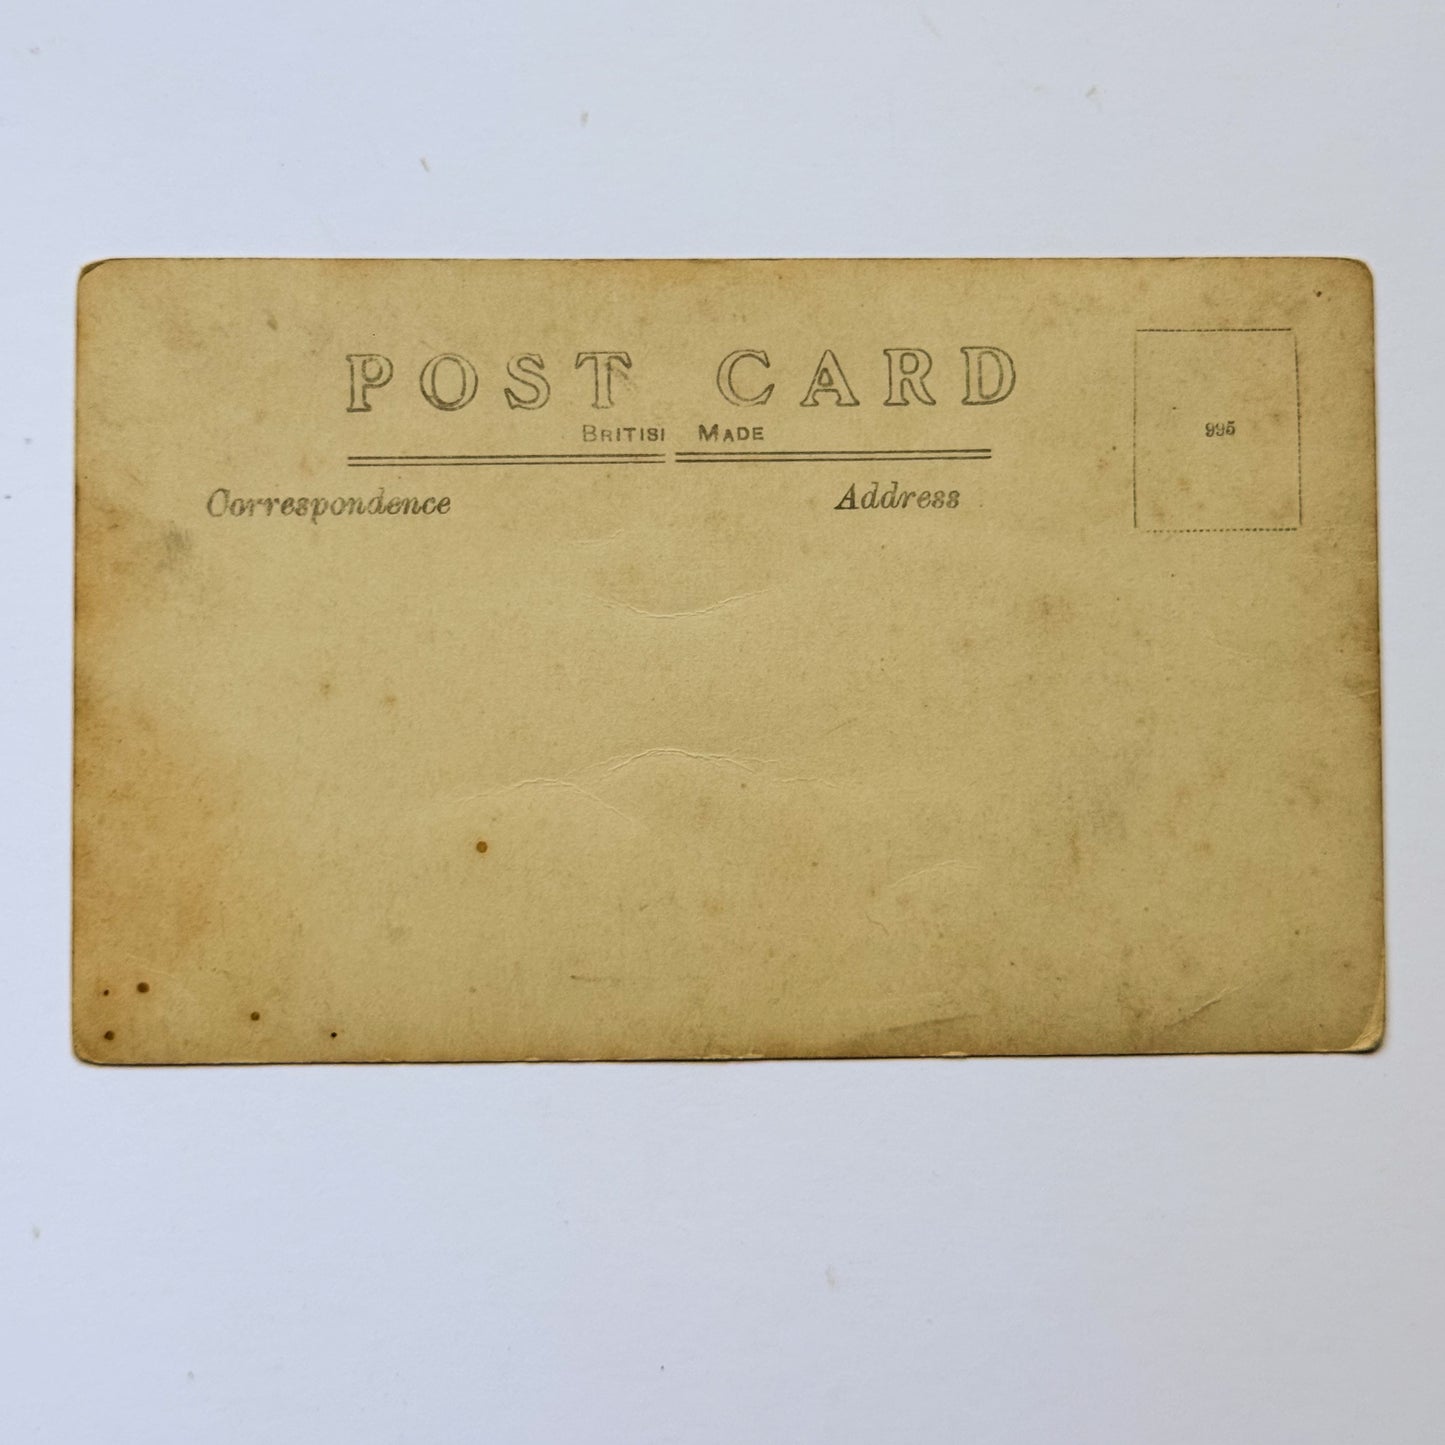 POST CARD
BRITISI MADE
Correspondence Address
995